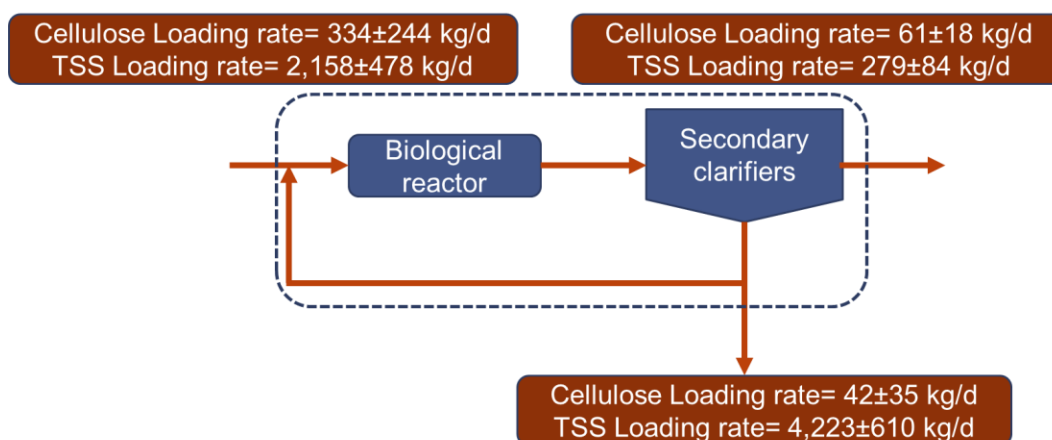 Cellulose Loading rate= 334±244 kg/d
TSS Loading rate= 2,158±478 kg/d
Cellulose Loading rate= 61±18 kg/d
TSS Loading rate= 279±84 kg/d
Biological
reactor
Secondary
clarifiers
Cellulose Loading rate= 42±35 kg/d
TSS Loading rate= 4,223±610 kg/d